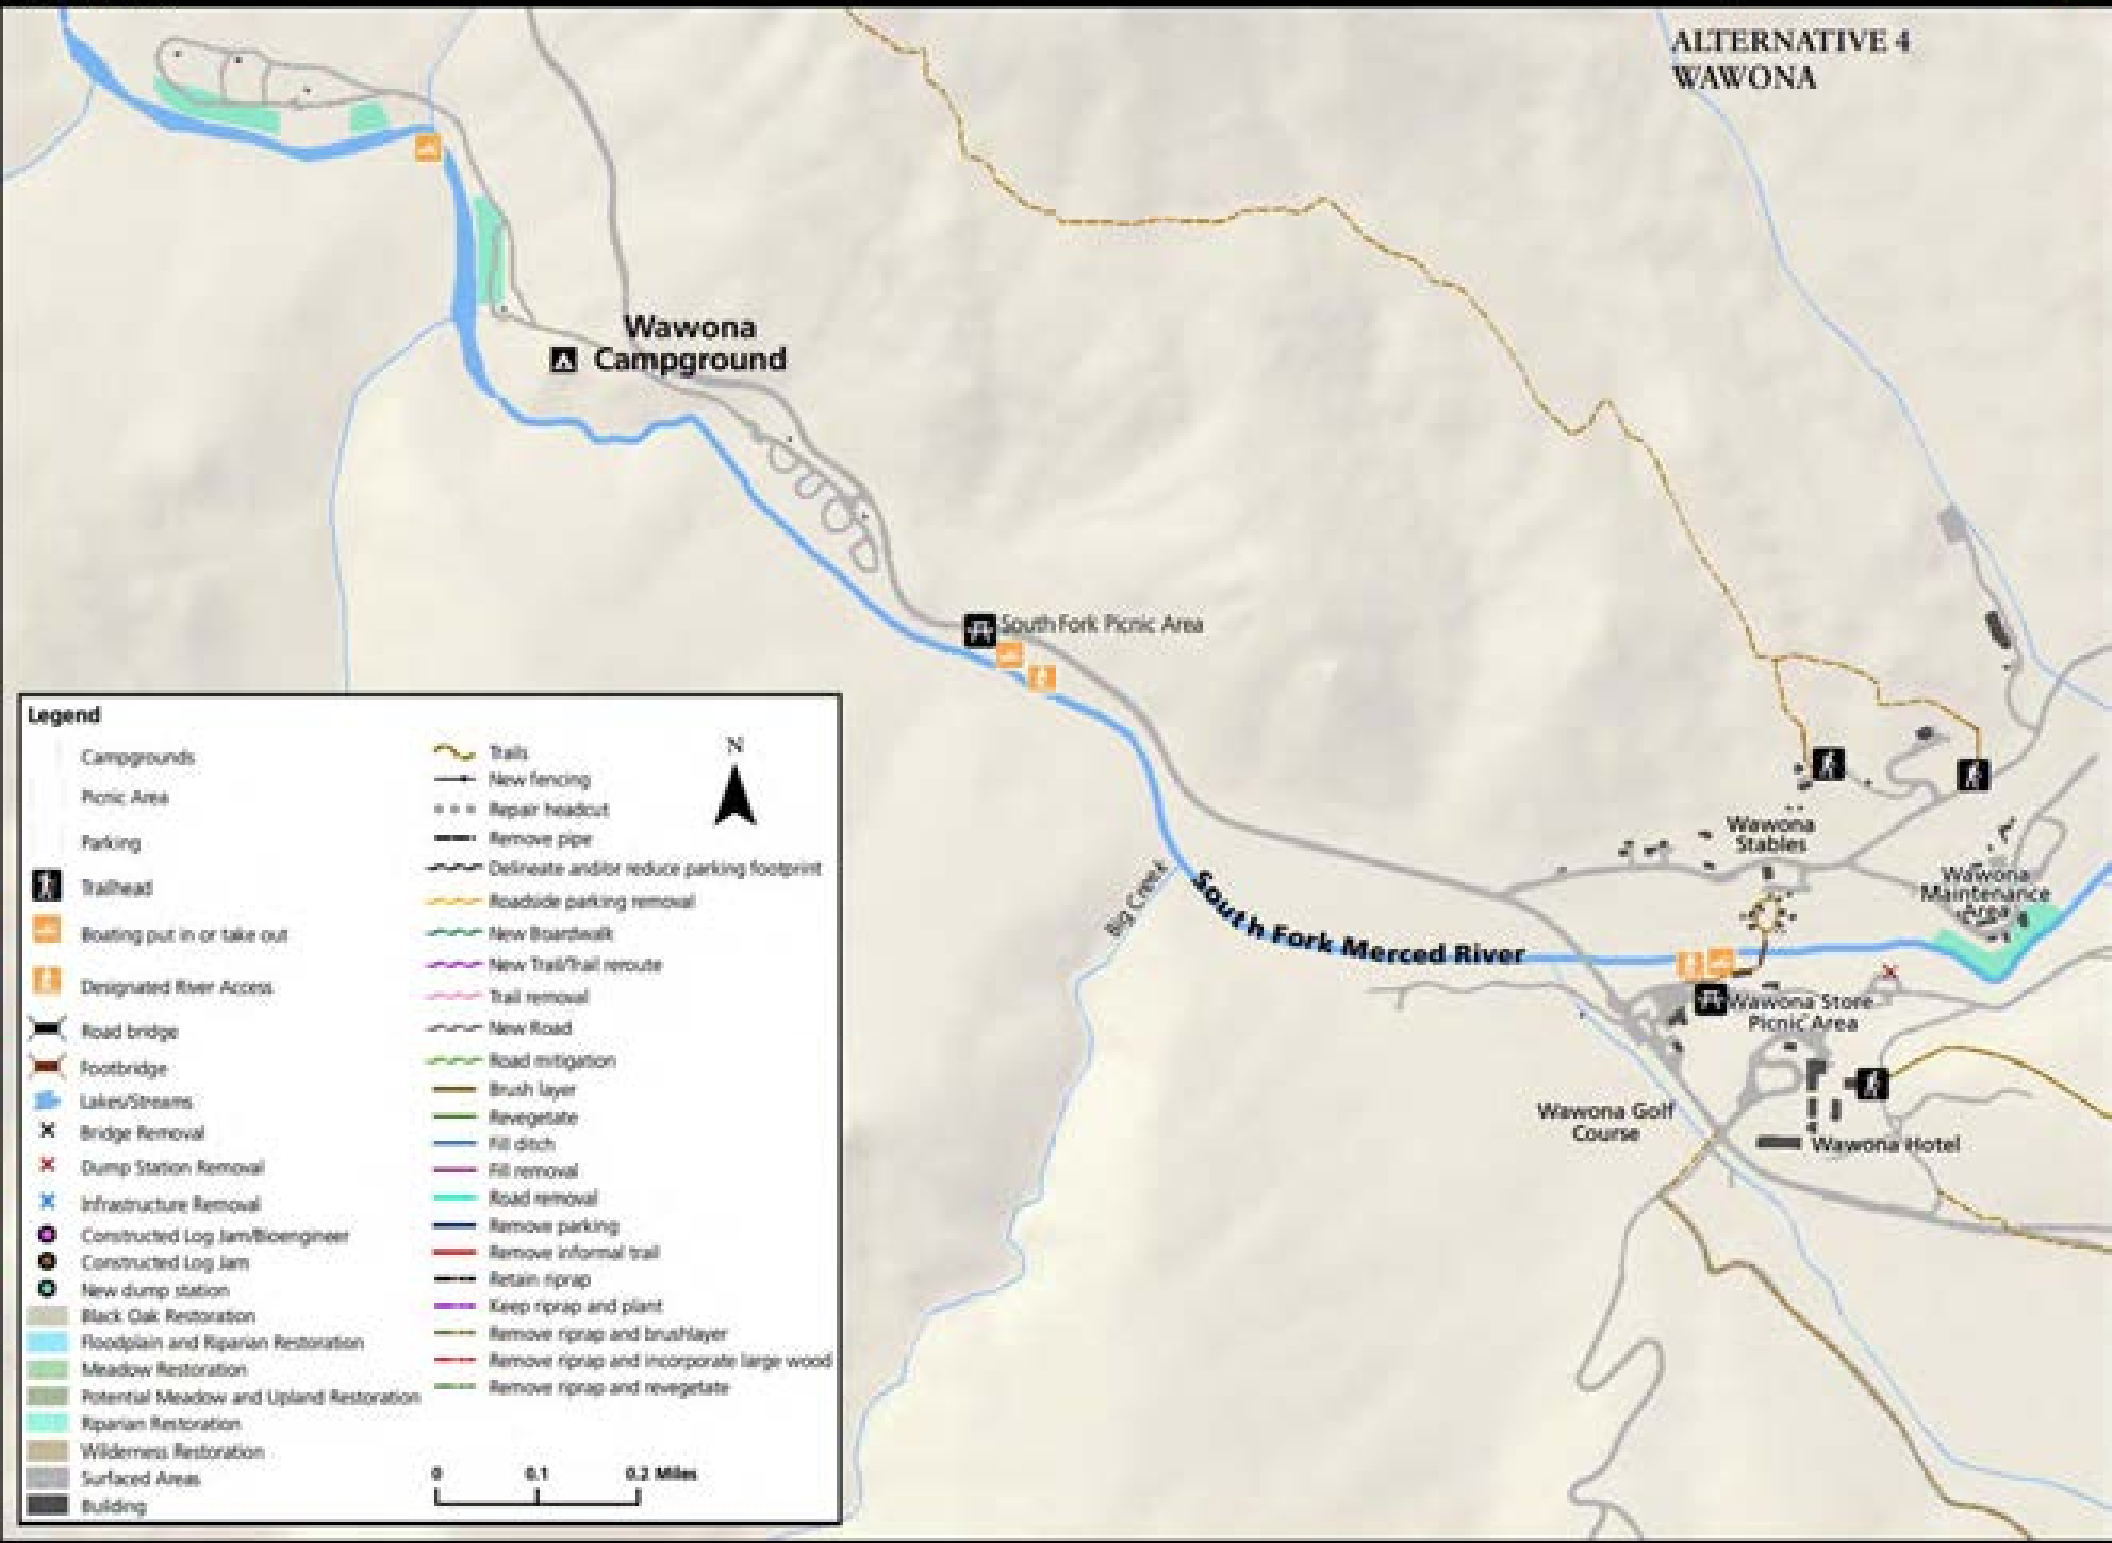 ALTERNATIVE 4
WAWONA
Wawona
Campground
South Fork Picnic Area
Wawona
Stables
Wawona
Maintenance
Area
Big Creek
South Fork Merced River
Wawona Store
Picnic Area
Wawona Golf
Course
Wawona Hotel
Legend
Campgrounds
Picnic Area
Parking
Trailhead
Boating put in or take out
Designated River Access
Road bridge
Footbridge
Lakes/Streams
Bridge Removal
Dump Station Removal
Infrastructure Removal
Constructed Log Jam/Bioengineer
Constructed Log Jam
New dump station
Black Oak Restoration
Floodplain and Riparian Restoration
Meadow Restoration
Potential Meadow and Upland Restoration
Riparian Restoration
Wilderness Restoration
Surfaced Areas
Building
Trails
New fencing
Repair headcut
Remove pipe
Delineate and/or reduce parking footprint
Roadside parking removal
New Boardwalk
New Trail/Trail reroute
Trail removal
New Road
Road mitigation
Brush layer
Revegetate
Fill ditch
Fill removal
Road removal
Remove parking
Remove informal trail
Retain riprap
Keep riprap and plant
Remove riprap and brushlayer
Remove riprap and incorporate large wood
Remove riprap and revegetate
N
0 0.1 0.2 Miles